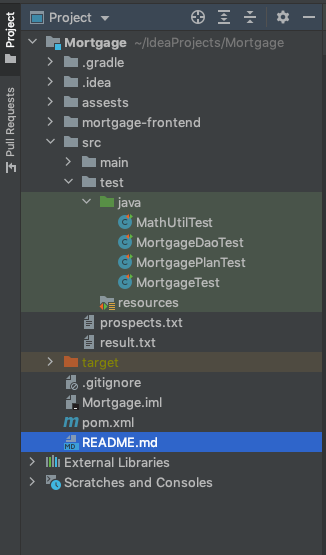 Project
Pull Requests
Project
Mortgage ~/IdeaProjects/Mortgage
.gradle
.idea
assests
mortgage-frontend
src
main
test
java
MathUtilTest
MortgageDaoTest
MortgagePlanTest
MortgageTest
resources
prospects.txt
result.txt
target
.gitignore
Mortgage.iml
m pom.xml
MD README.md
External Libraries
Scratches and Consoles